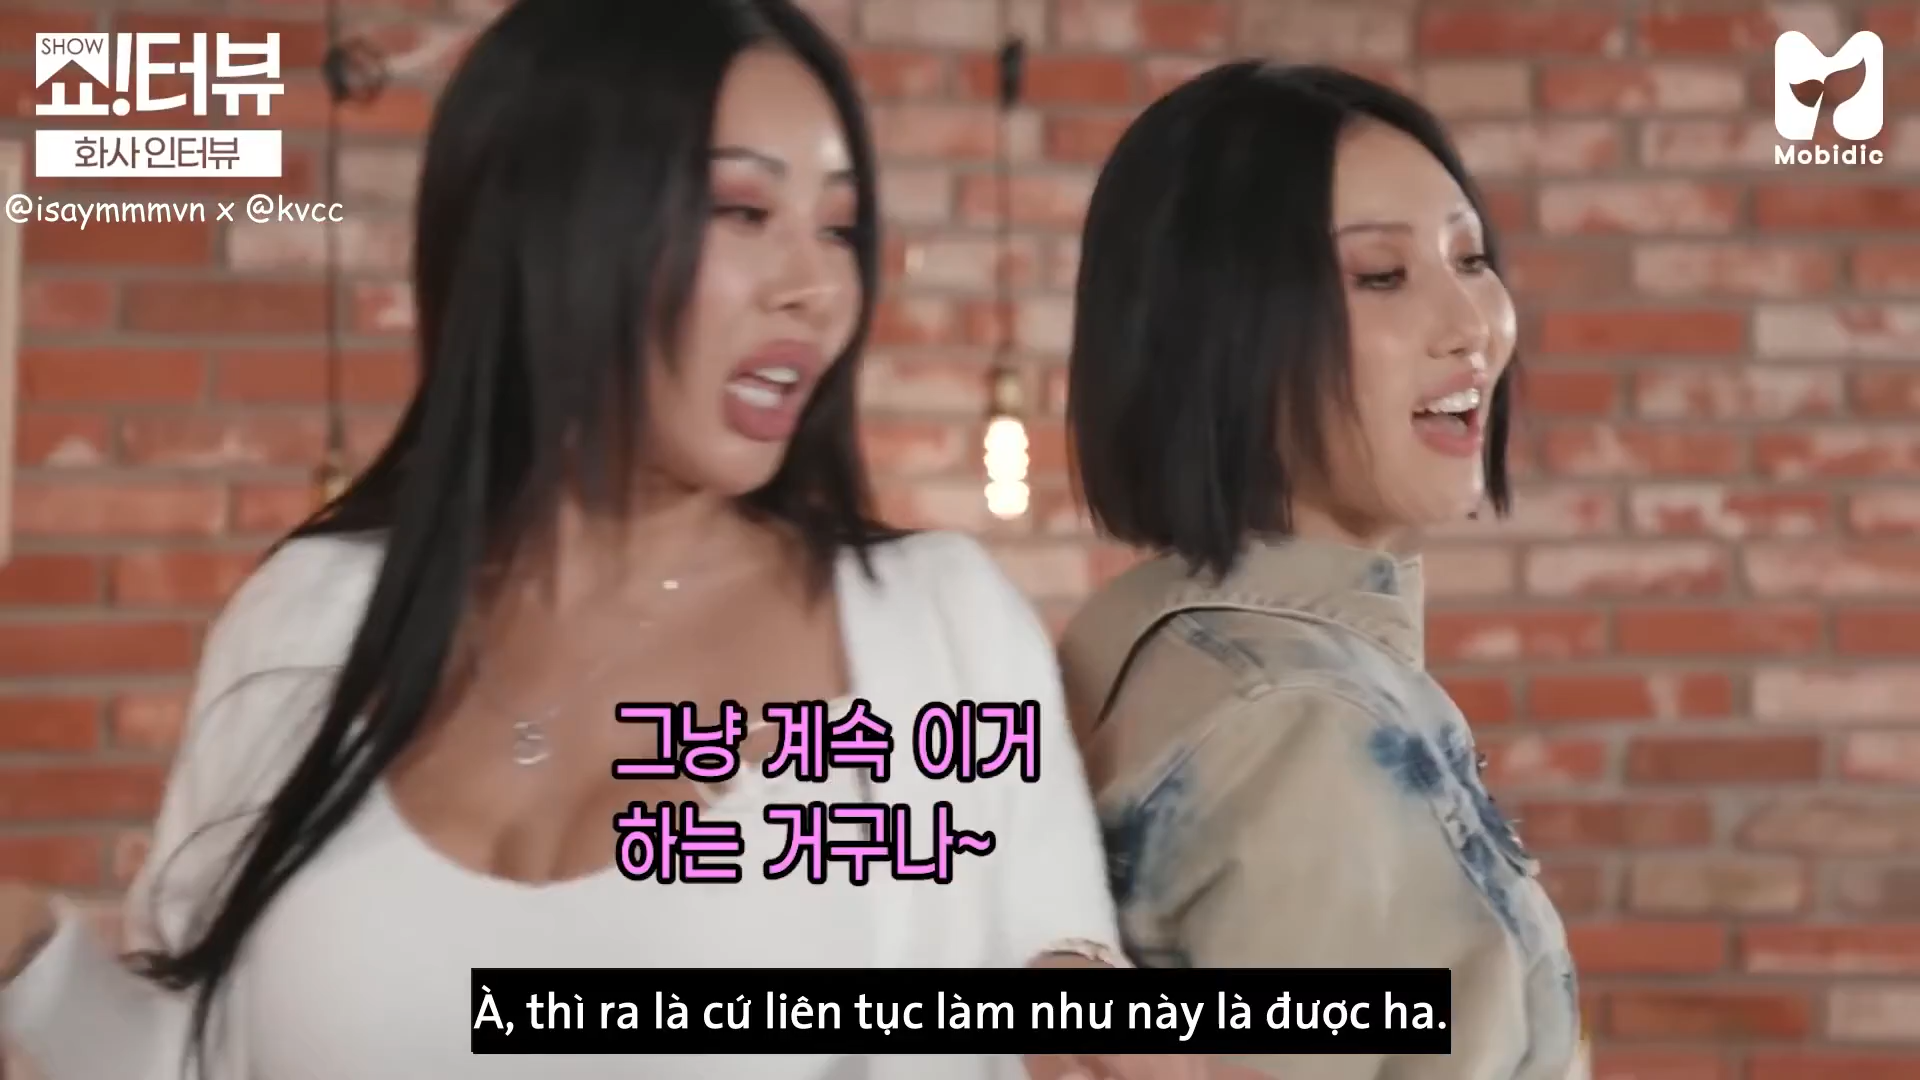 SHOW
쇼!터뷰
화사 인터뷰
@isaymmmvn x @kvcc
Mobidic
그냥 계속 이거
하는 거구나~
À, thì ra là cứ liên tục làm như này là được ha.